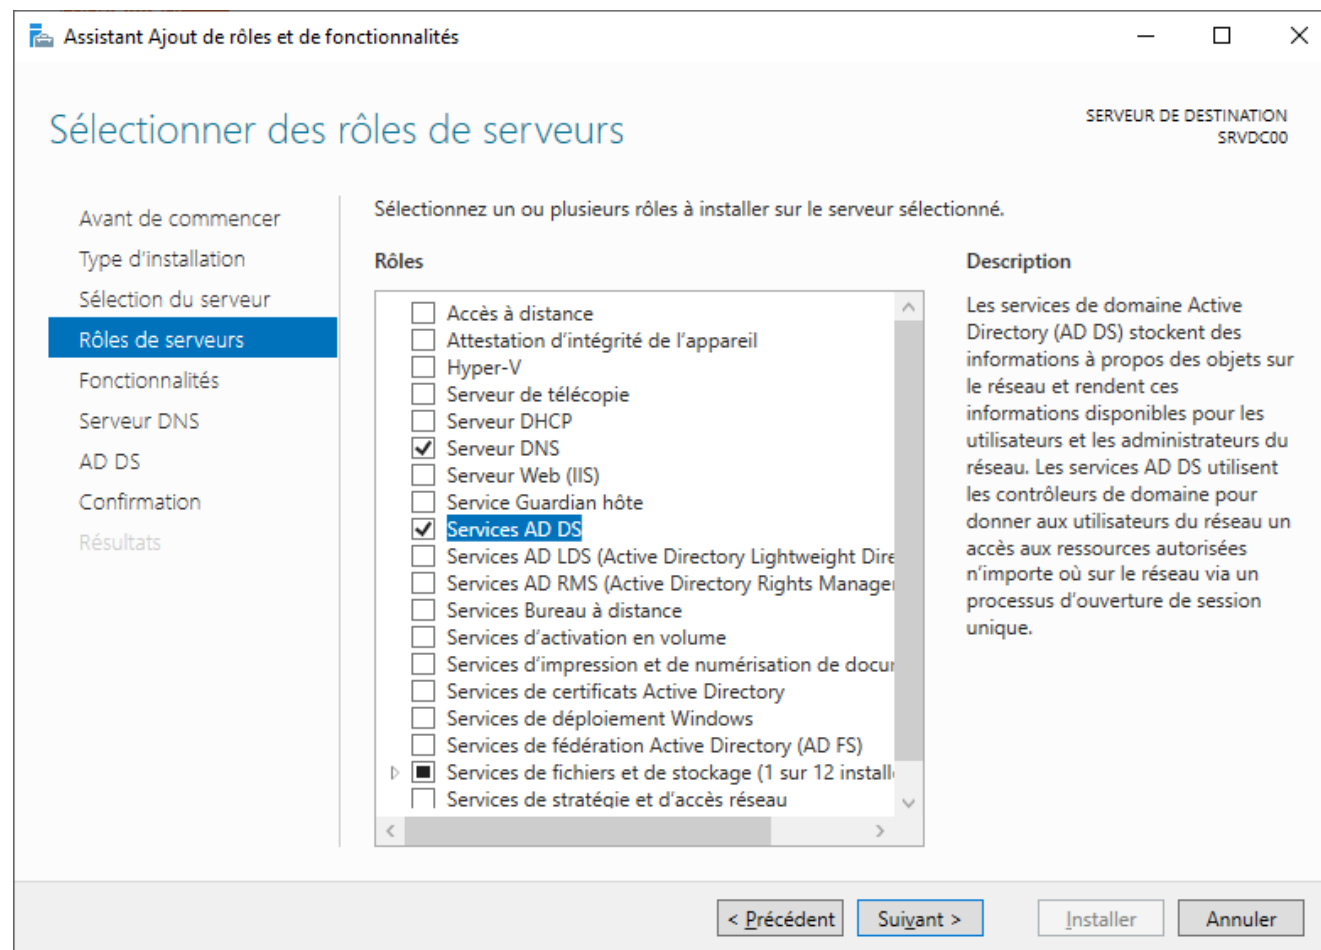 Assistant Ajout de rôles et de fonctionnalités
Sélectionner des rôles de serveurs
SERVEUR DE DESTINATION
SRVDC00
Avant de commencer
Type d'installation
Sélection du serveur
Rôles de serveurs
Fonctionnalités
Serveur DNS
AD DS
Confirmation
Résultats
Sélectionnez un ou plusieurs rôles à installer sur le serveur sélectionné.
Rôles
Accès à distance
Attestation d'intégrité de l'appareil
Hyper-V
Serveur de télécopie
Serveur DHCP
Serveur DNS
Serveur Web (IIS)
Service Guardian hôte
Services AD DS
Services AD LDS (Active Directory Lightweight Dire
Services AD RMS (Active Directory Rights Manager
Services Bureau à distance
Services d'activation en volume
Services d'impression et de numérisation de docu
Services de certificats Active Directory
Services de déploiement Windows
Services de fédération Active Directory (AD FS)
Services de fichiers et de stockage (1 sur 12 install
Services de stratégie et d'accès réseau
Description
Les services de domaine Active
Directory (AD DS) stockent des
informations à propos des objets sur
le réseau et rendent ces
informations disponibles pour les
utilisateurs et les administrateurs du
réseau. Les services AD DS utilisent
les contrôleurs de domaine pour
donner aux utilisateurs du réseau un
accès aux ressources autorisées
n'importe où sur le réseau via un
processus d'ouverture de session
unique.
< Précédent
Suivant >
Installer
Annuler